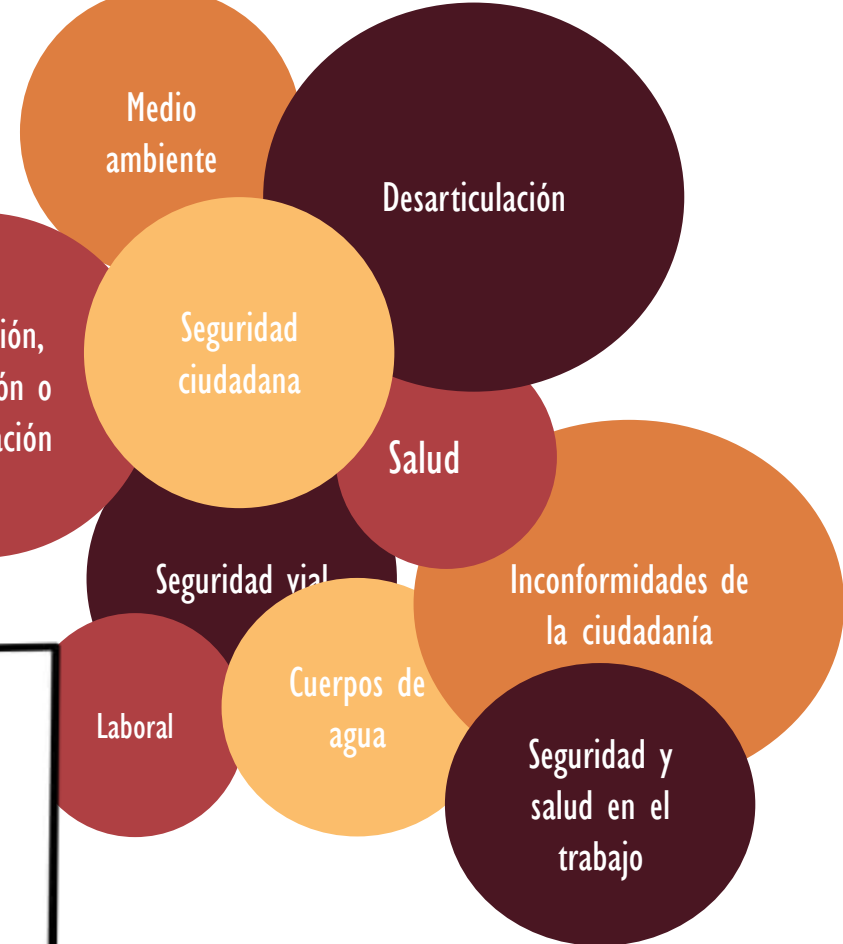 Medio
ambiente
Desarticulación
Seguridad
ciudadana
ión,
ón o
ación
Salud
Seguridad vial
Inconformidades de
la ciudadanía
Cuerpos de
agua
Laboral
Seguridad y
salud en el
trabajo